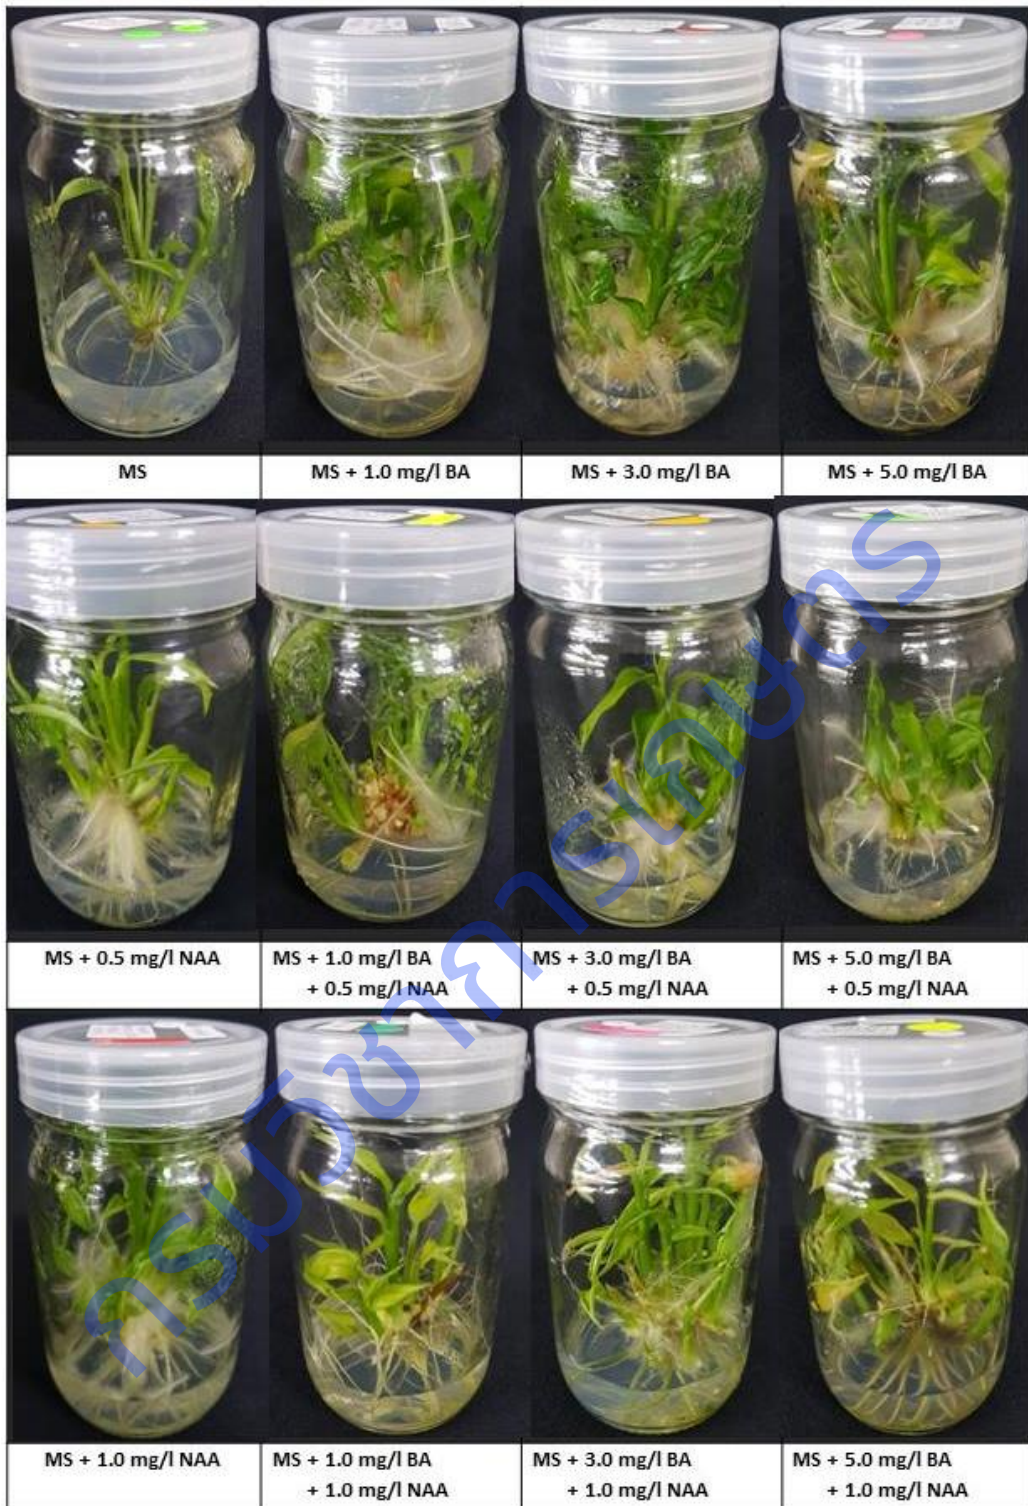 MS
MS + 1.0 mg/l BA
MS + 3.0 mg/l BA
MS + 5.0 mg/l BA
MS + 0.5 mg/l NAA
MS + 1.0 mg/l BA
+ 0.5 mg/l NAA
MS + 3.0 mg/l BA
+ 0.5 mg/l NAA
MS + 5.0 mg/l BA
+ 0.5 mg/l NAA
MS + 1.0 mg/l NAA
MS + 1.0 mg/l BA
+ 1.0 mg/l NAA
MS + 3.0 mg/l BA
+ 1.0 mg/l NAA
MS + 5.0 mg/l BA
+ 1.0 mg/l NAA
กรมวิชาการเกษตร